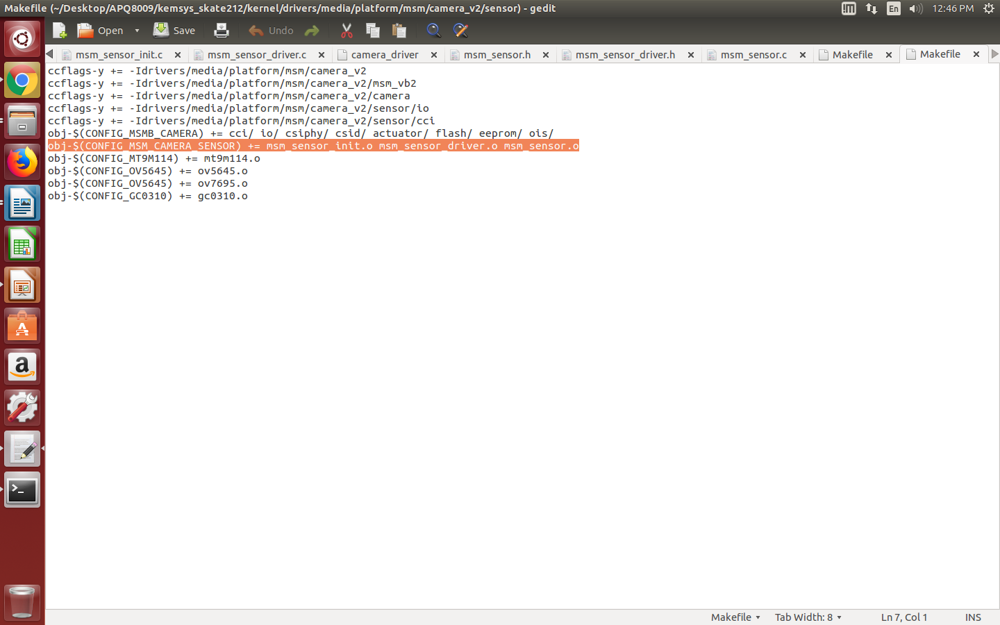 Makefile (~/Desktop/APQ8009/kemsys_skate212/kernel/drivers/media/platform/msm/camera_v2/sensor) - gedit
En 12:46 PM
Open Save Undo
msm_sensor_init.c msm_sensor_driver.c camera_driver msm_sensor.h msm_sensor_driver.h msm_sensor.c Makefile Makefile
ccflags-y += -Idrivers/media/platform/msm/camera_v2
ccflags-y += -Idrivers/media/platform/msm/camera_v2/msm_vb2
ccflags-y += -Idrivers/media/platform/msm/camera_v2/camera
ccflags-y += -Idrivers/media/platform/msm/camera_v2/sensor/io
ccflags-y += -Idrivers/media/platform/msm/camera_v2/sensor/cci
obj-$(CONFIG_MSMB_CAMERA) += cci/ io/ csiphy/ csid/ actuator/ flash/ eeprom/ ois/
obj-$(CONFIG_MSM_CAMERA_SENSOR) += msm_sensor_init.o msm_sensor_driver.o msm_sensor.o
obj-$(CONFIG_MT9M114) += mt9m114.o
obj-$(CONFIG_OV5645) += ov5645.o
obj-$(CONFIG_OV5645) += ov7695.o
obj-$(CONFIG_GC0310) += gc0310.o
Makefile Tab Width: 8 Ln 7, Col 1 INS